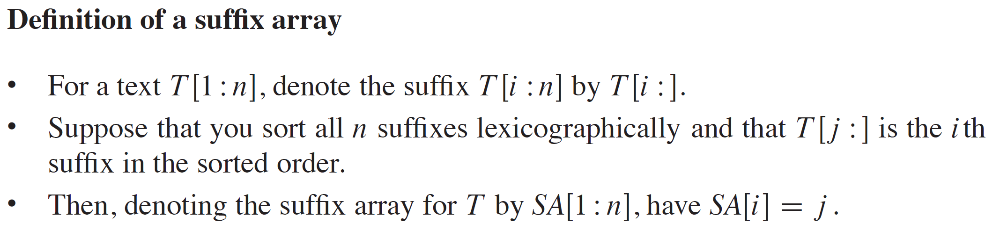 Definition of a suffix array
• For a text T[1:n], denote the suffix T[i:n] by T[i:].
• Suppose that you sort all n suffixes lexicographically and that T[j:] is the ith
suffix in the sorted order.
• Then, denoting the suffix array for T by SA[1:n], have SA[i] = j.